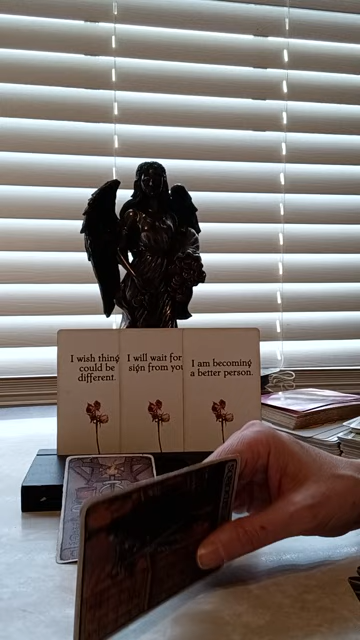 I wish thing
could be
different.
I will wait for
sign from you
I am becoming
a better person.